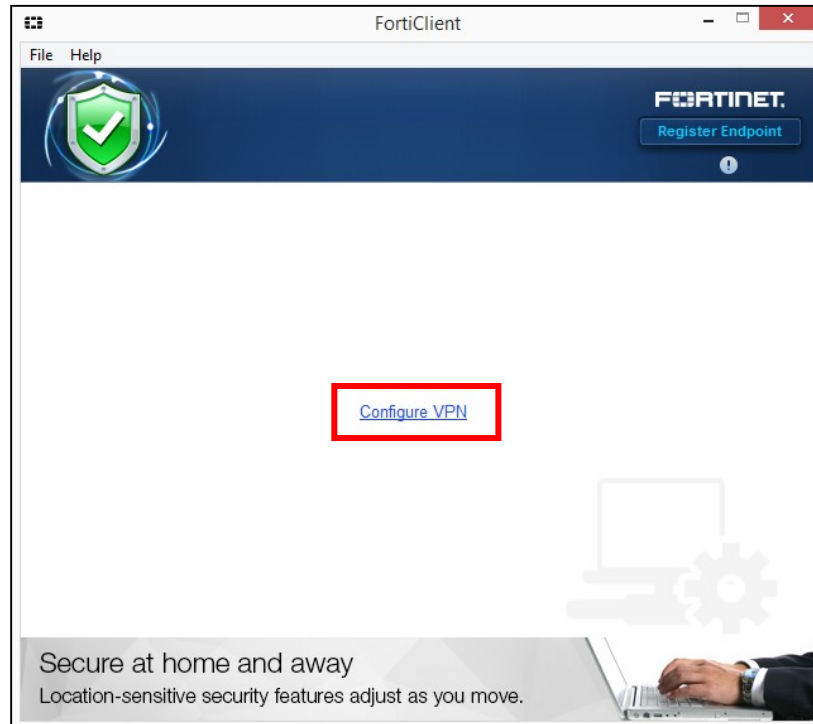 FortiClient
File Help
FORTINET
Register Endpoint
Configure VPN
Secure at home and away
Location-sensitive security features adjust as you move.